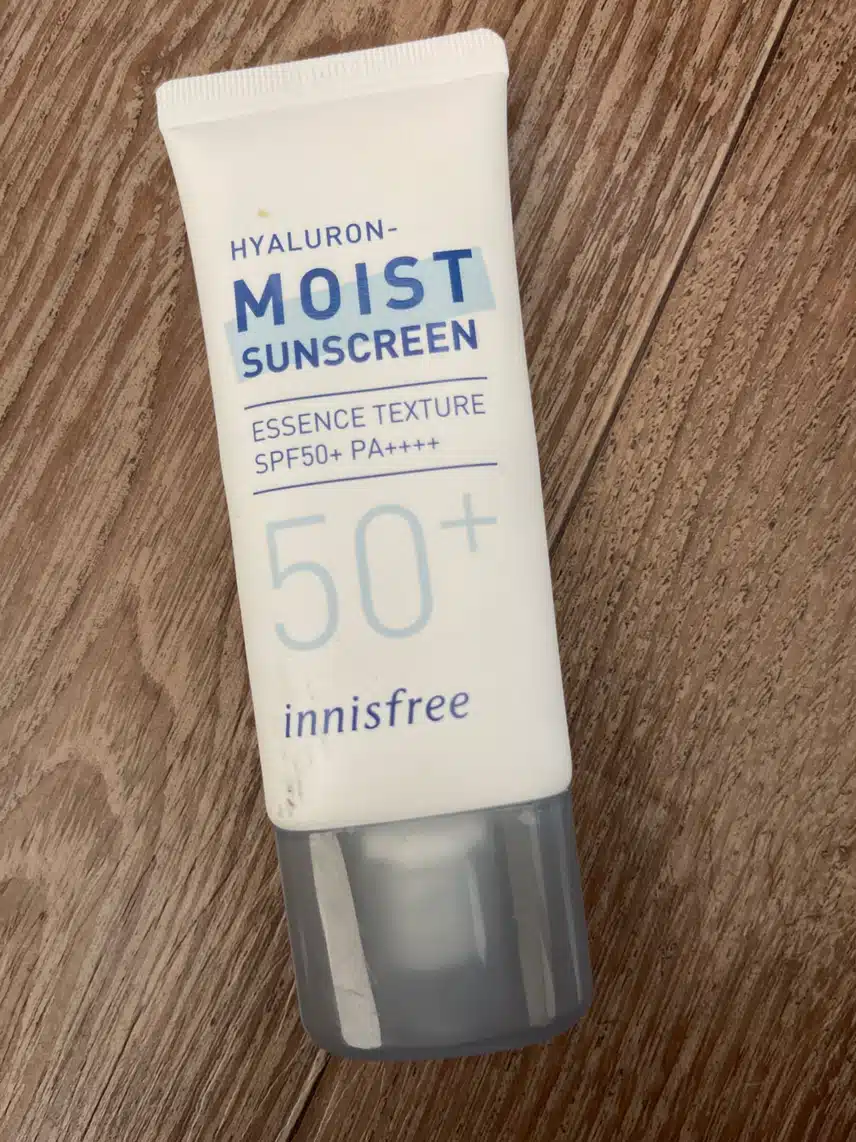 HYALURON-
MOIST
SUNSCREEN
ESSENCE TEXTURE
SPF50+ PA++++
50+
innisfree